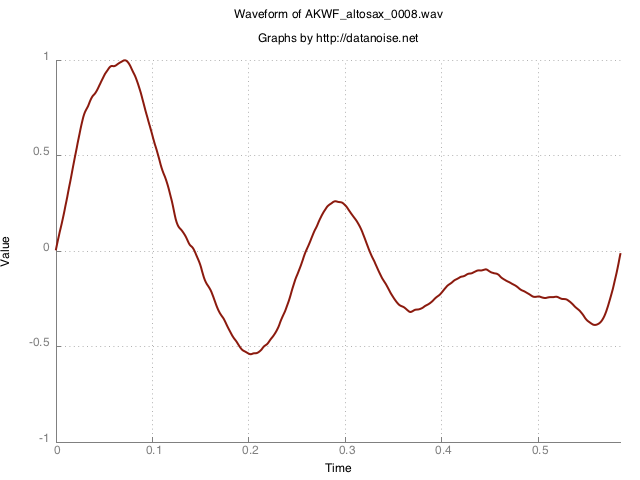 Waveform of AKWF_altosax_0008.wav
Graphs by http://datanoise.net
1
0.5
0
-0.5
-1
Value
0 0.1 0.2 0.3 0.4 0.5
Time